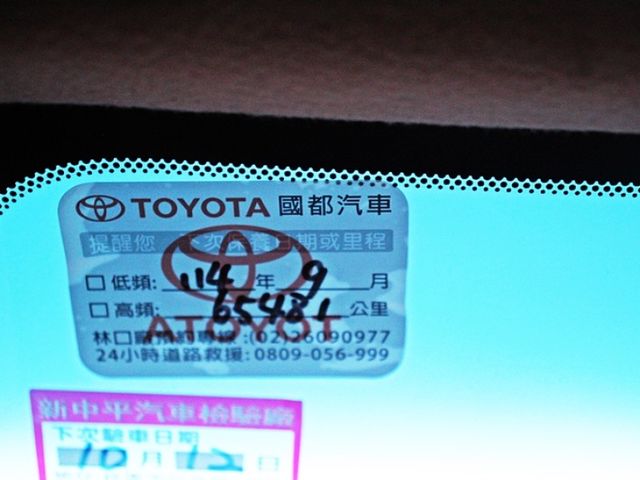 TOYOTA 國都汽車
提醒您 下次保養日期或里程
□低頻: 114 年 9 月
□高頻: 65481 公里
林口廠預約專線:(02)26090977
24小時道路救援:0809-056-999
新中平汽車檢驗廠
下次驗車日期
10 月 12 日